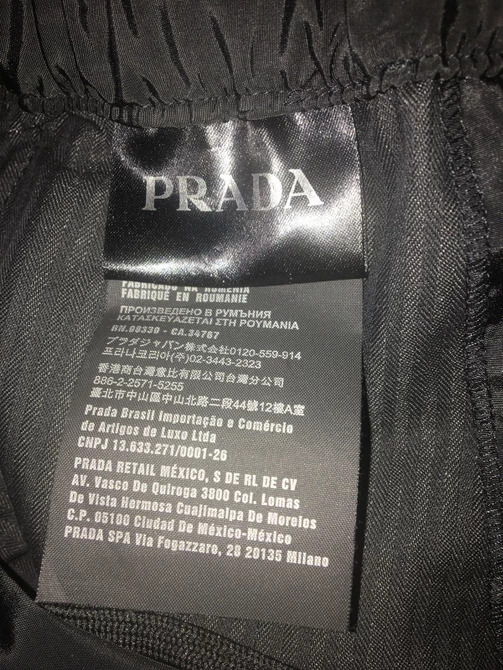 PRADA
FABRICADO NA ROMENIA
FABRIQUÉ EN ROUMANIE
ПРОИЗВЕДЕНО В РУМЪНИЯ
ΚΑΤΑΣΚΕΥΑΖΕΤΑΙ ΣΤΗ ΡΟΥΜΑΝΙΑ
RN.98339 - CA.34767
プラダジャパン株式会社0120-559-914
프라다코리아(주)02-3443-2323
香港商台灣意比有限公司台灣分公司
886-2-2571-5255
臺北市中山區中山北路二段44號12樓A室
Prada Brasil Importação e Comércio
de Artigos de Luxo Ltda
CNPJ 13.633.271/0001-26
PRADA RETAIL MÉXICO, S DE RL DE CV
AV. Vasco De Quiroga 3800 Col. Lomas
De Vista Hermosa Cuajimalpa De Morelos
C.P. 05100 Ciudad De México-México
PRADA SPA Via Fogazzaro, 28 20135 Milano